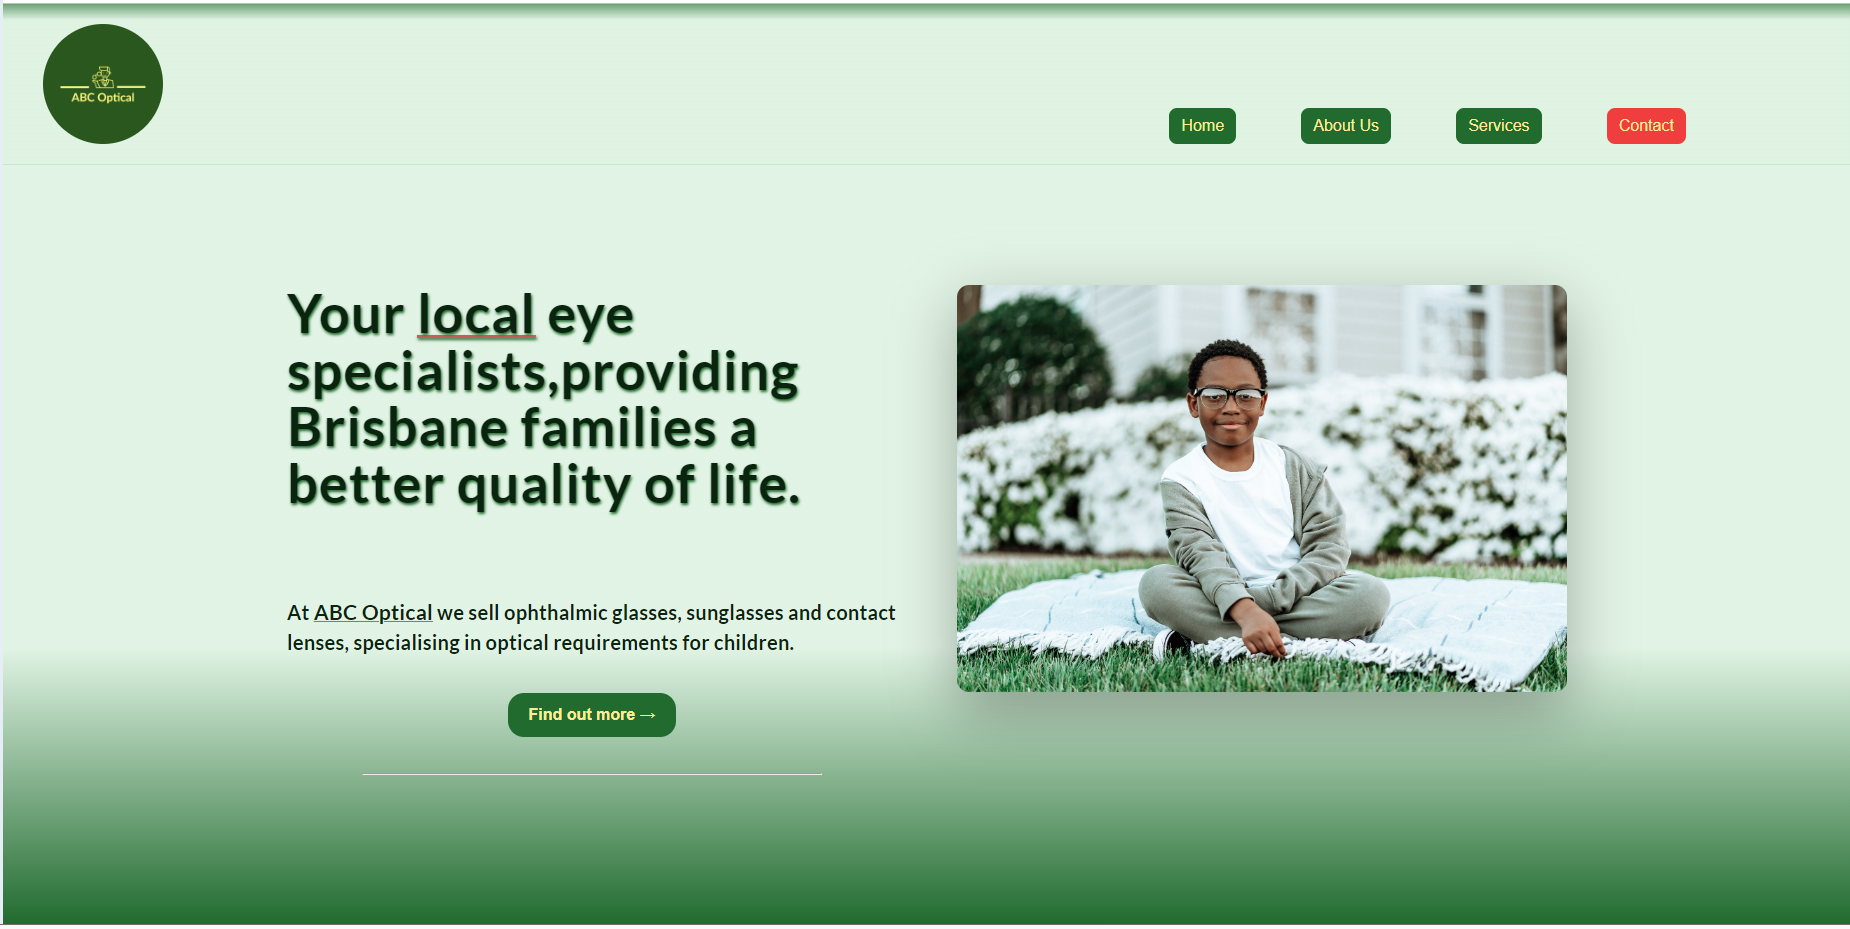 ABC Optical
Home
About Us
Services
Contact
Your local eye
specialists,providing
Brisbane families a
better quality of life.
At ABC Optical we sell ophthalmic glasses, sunglasses and contact
lenses, specialising in optical requirements for children.
Find out more →